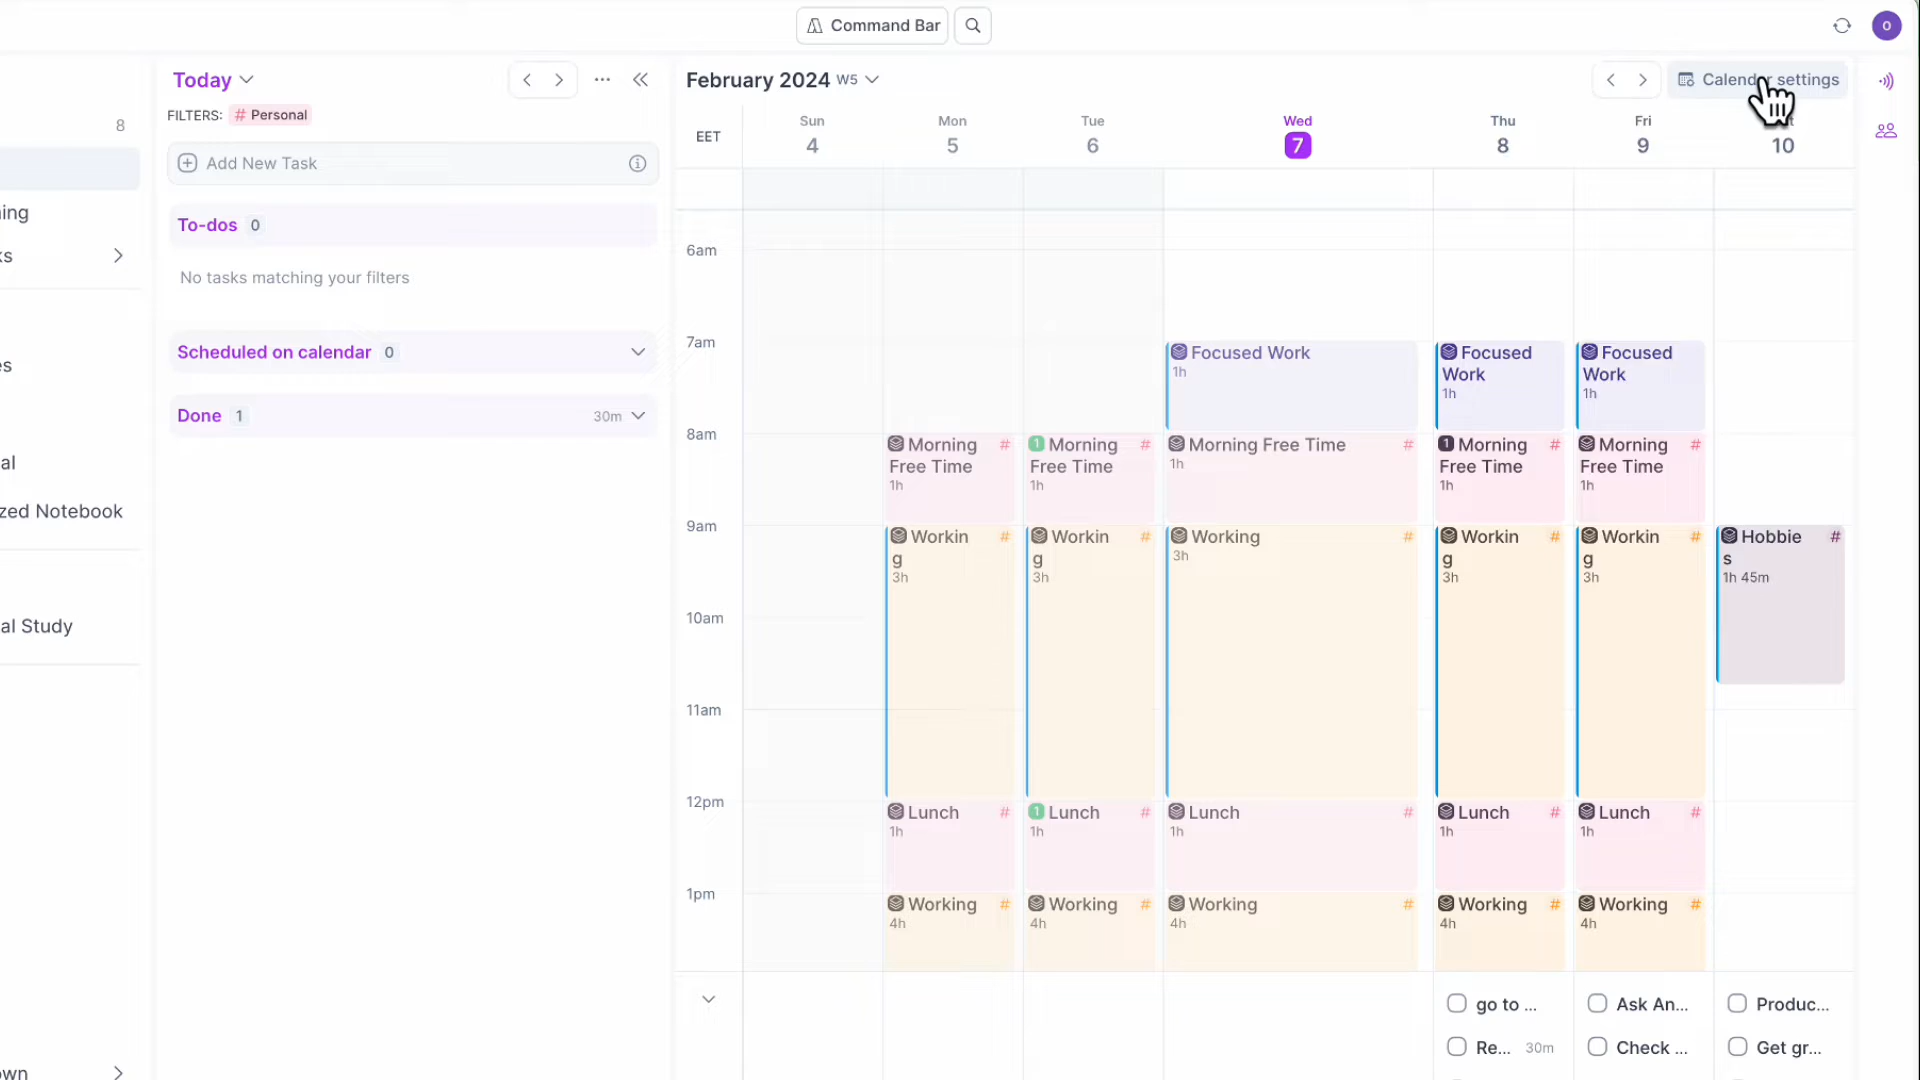 Command Bar
O
Today
FILTERS: # Personal
Add New Task
To-dos 0
No tasks matching your filters
Scheduled on calendar 0
Done 1 30m
8
ing
s
es
al
zed Notebook
al Study
own
February 2024 W5
Calendar settings
EET
Sun 4
Mon 5
Tue 6
Wed 7
Thu 8
Fri 9
10
6am
7am
8am
9am
10am
11am
12pm
1pm
Morning #
Free Time
1h
Workin #
g
3h
Lunch #
1h
Working #
4h
1 Morning #
Free Time
1h
Workin #
g
3h
1 Lunch #
1h
Working #
4h
Focused Work
1h
Morning Free Time #
1h
Working #
3h
Lunch #
1h
Working #
4h
Focused
Work
1h
1 Morning #
Free Time
1h
Workin #
g
3h
Lunch #
1h
Working #
4h
go to ...
Re... 30m
Focused
Work
1h
Morning #
Free Time
1h
Workin #
g
3h
Lunch #
1h
Working #
4h
Ask An...
Check ...
Hobbie #
s
1h 45m
Produc...
Get gr...